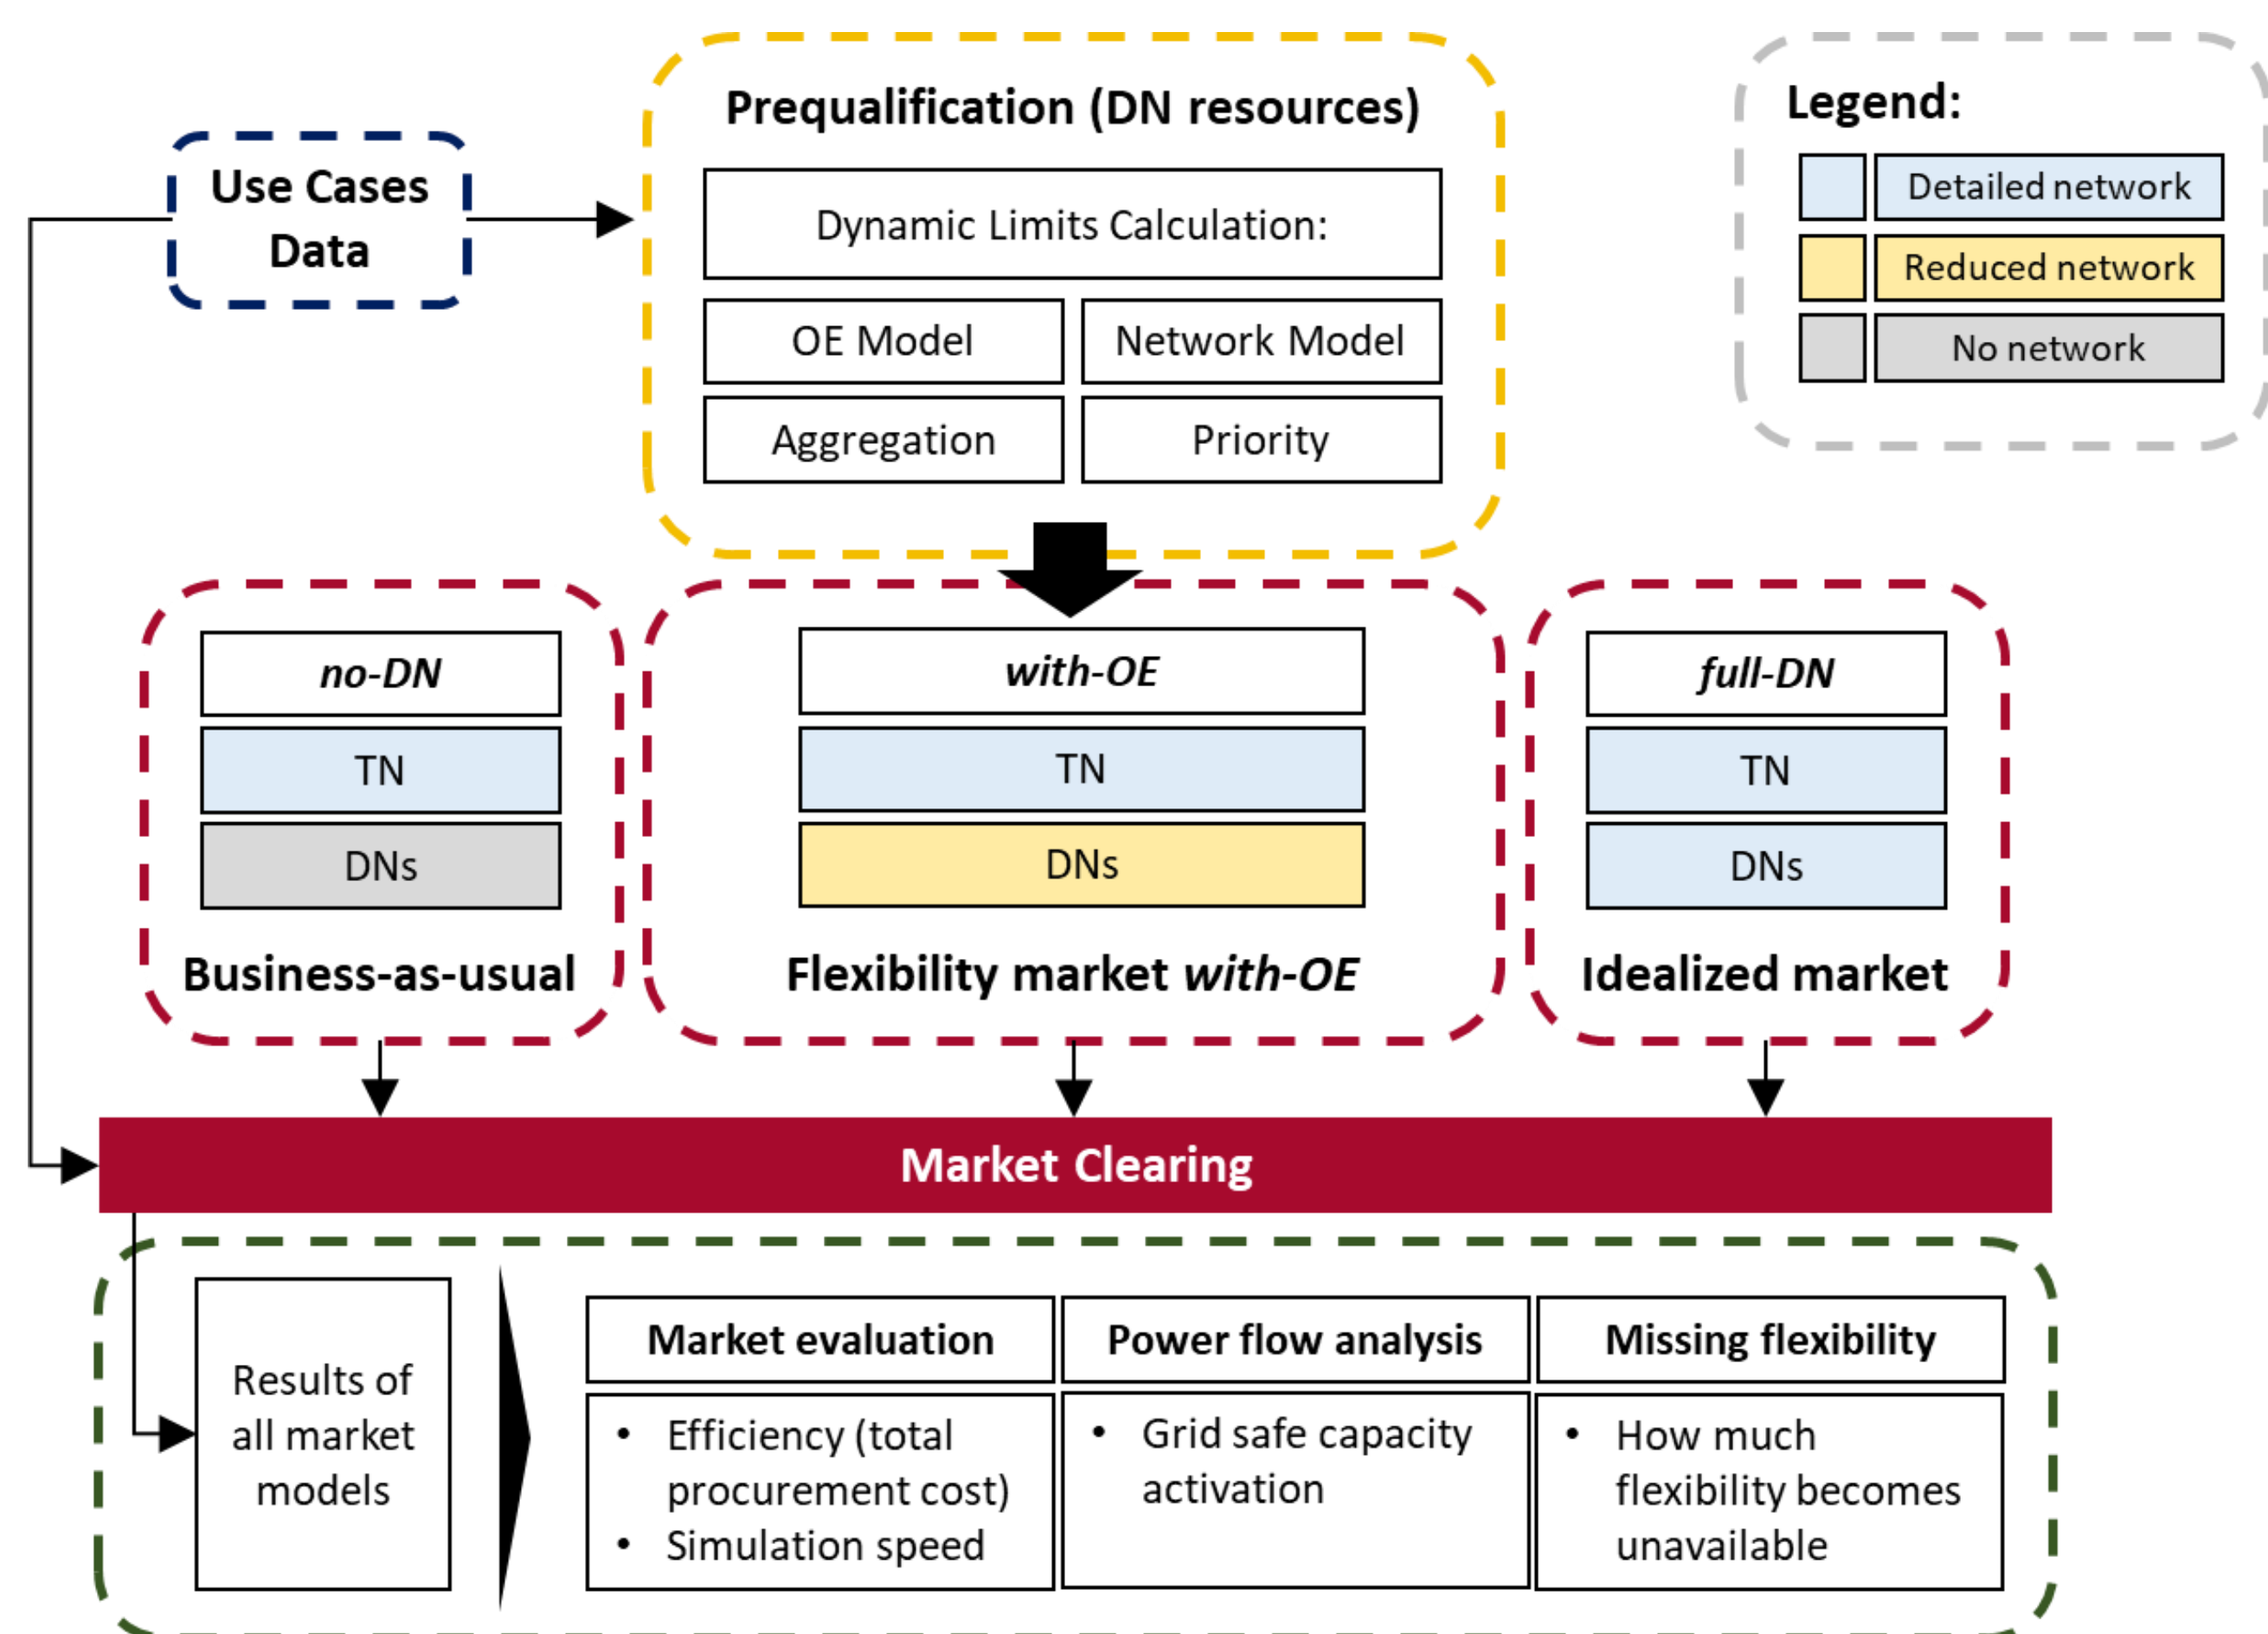 Prequalification (DN resources)
Use Cases
Data
Dynamic Limits Calculation:
OE Model
Network Model
Aggregation
Priority
Legend:
Detailed network
Reduced network
No network
no-DN
TN
DNs
Business-as-usual
with-OE
TN
DNs
Flexibility market with-OE
full-DN
TN
DNs
Idealized market
Market Clearing
Results of
all market
models
Market evaluation
• Efficiency (total
procurement cost)
• Simulation speed
Power flow analysis
• Grid safe capacity
activation
Missing flexibility
• How much
flexibility becomes
unavailable